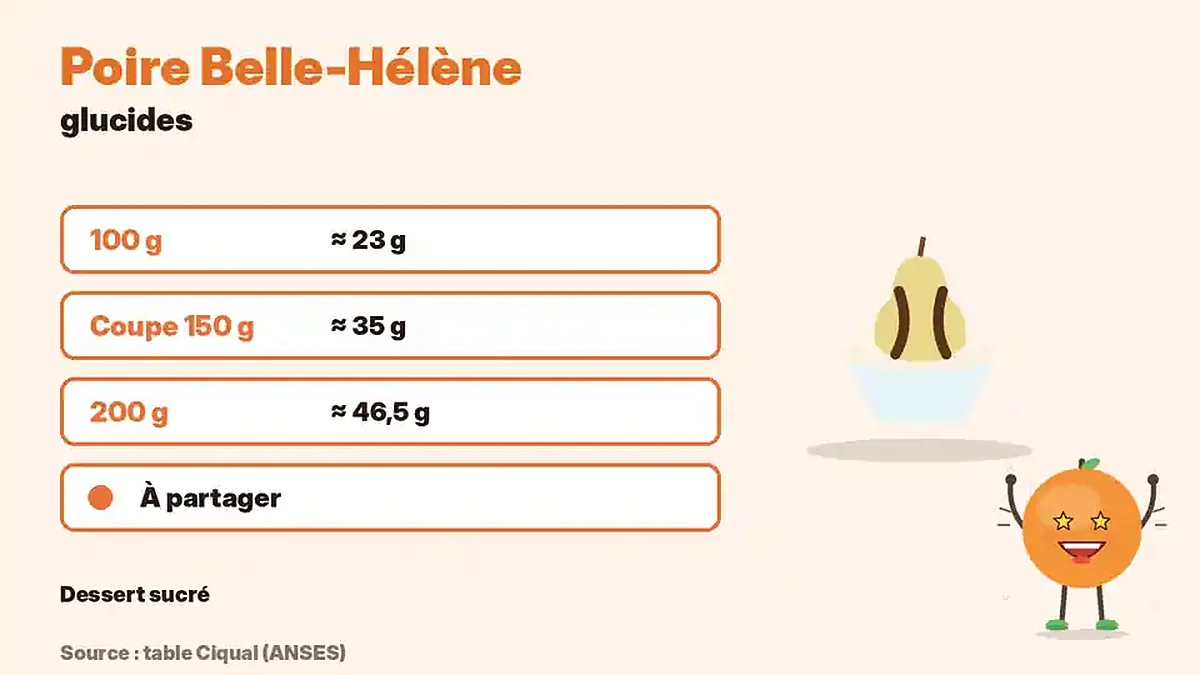 Poire Belle-Hélène
glucides
100 g ≈ 23 g
Coupe 150 g ≈ 35 g
200 g ≈ 46,5 g
À partager
Dessert sucré
Source : table Ciqual (ANSES)